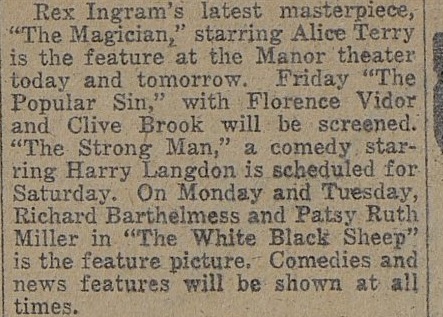 Rex Ingram's latest masterpiece,
"The Magician," starring Alice Terry
is the feature at the Manor theater
today and tomorrow. Friday "The
Popular Sin," with Florence Vidor
and Clive Brook will be screened.
"The Strong Man," a comedy star-
ring Harry Langdon is scheduled for
Saturday. On Monday and Tuesday,
Richard Barthelmess and Patsy Ruth
Miller in "The White Black Sheep"
is the feature picture. Comedies and
news features will be shown at all
times.